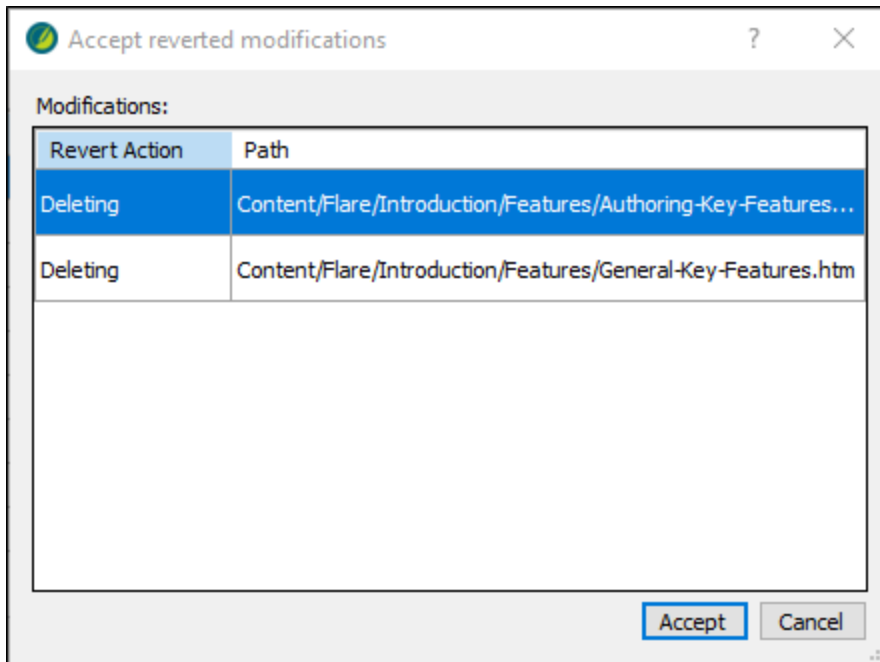 Accept reverted modifications ?
Modifications:
Revert Action Path
Deleting Content/Flare/Introduction/Features/Authoring-Key-Features...
Deleting Content/Flare/Introduction/Features/General-Key-Features.htm
Accept Cancel